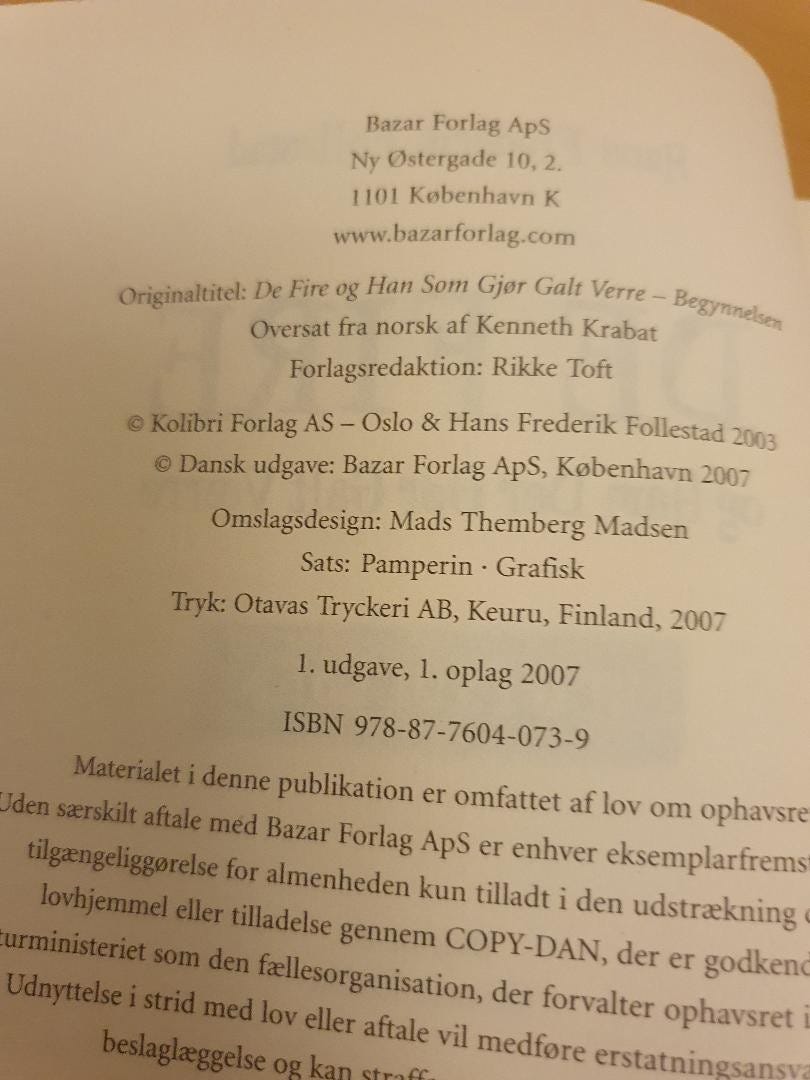 Bazar Forlag ApS
Ny Østergade 10, 2.
1101 København K
www.bazarforlag.com
Originaltitel: De Fire og Han Som Gjør Galt Verre – Begynnelsen
Oversat fra norsk af Kenneth Krabat
Forlagsredaktion: Rikke Toft
© Kolibri Forlag AS – Oslo & Hans Frederik Follestad 2003
© Dansk udgave: Bazar Forlag ApS, København 2007
Omslagsdesign: Mads Themberg Madsen
Sats: Pamperin · Grafisk
Tryk: Otavas Tryckeri AB, Keuru, Finland, 2007
1. udgave, 1. oplag 2007
ISBN 978-87-7604-073-9
Materialet i denne publikation er omfattet af lov om ophavsre
Uden særskilt aftale med Bazar Forlag ApS er enhver eksemplarfremst
tilgængeliggørelse for almenheden kun tilladt i den udstrækning
lovhjemmel eller tilladelse gennem COPY-DAN, der er godkend
turministeriet som den fællesorganisation, der forvalter ophavsret i
Udnyttelse i strid med lov eller aftale vil medføre erstatningsansva
beslaglæggelse og kan straff